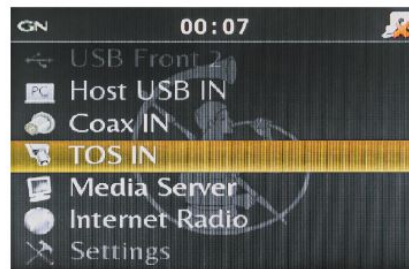 GN 00:07
USB Front 2
PC Host USB IN
Coax IN
TOS IN
Media Server
Internet Radio
Settings